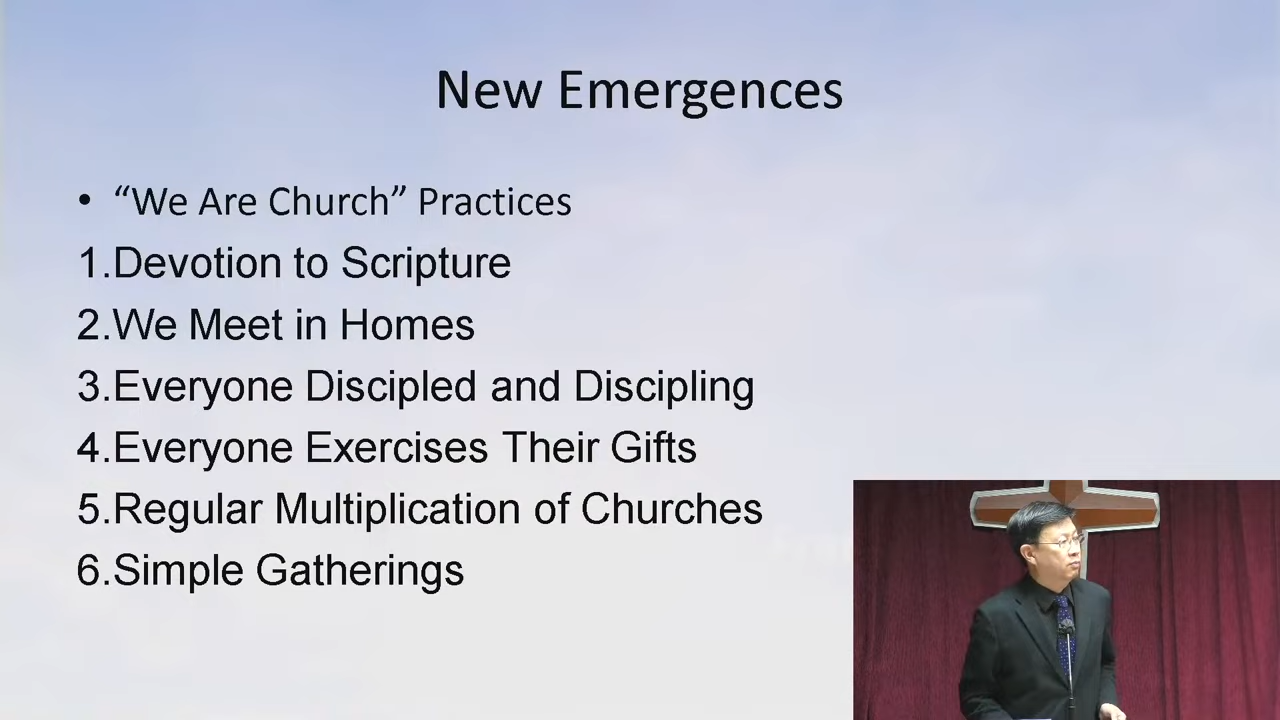 New Emergences
• “We Are Church” Practices
1.Devotion to Scripture
2.We Meet in Homes
3.Everyone Discipled and Discipling
4.Everyone Exercises Their Gifts
5.Regular Multiplication of Churches
6.Simple Gatherings